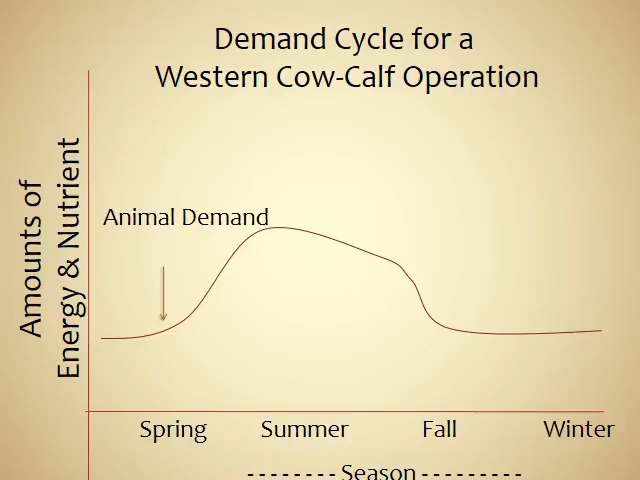 Demand Cycle for a
Western Cow-Calf Operation
Amounts of
Energy & Nutrient
Animal Demand
Spring Summer Fall Winter
- - - - - - - - Season - - - - - - - - -